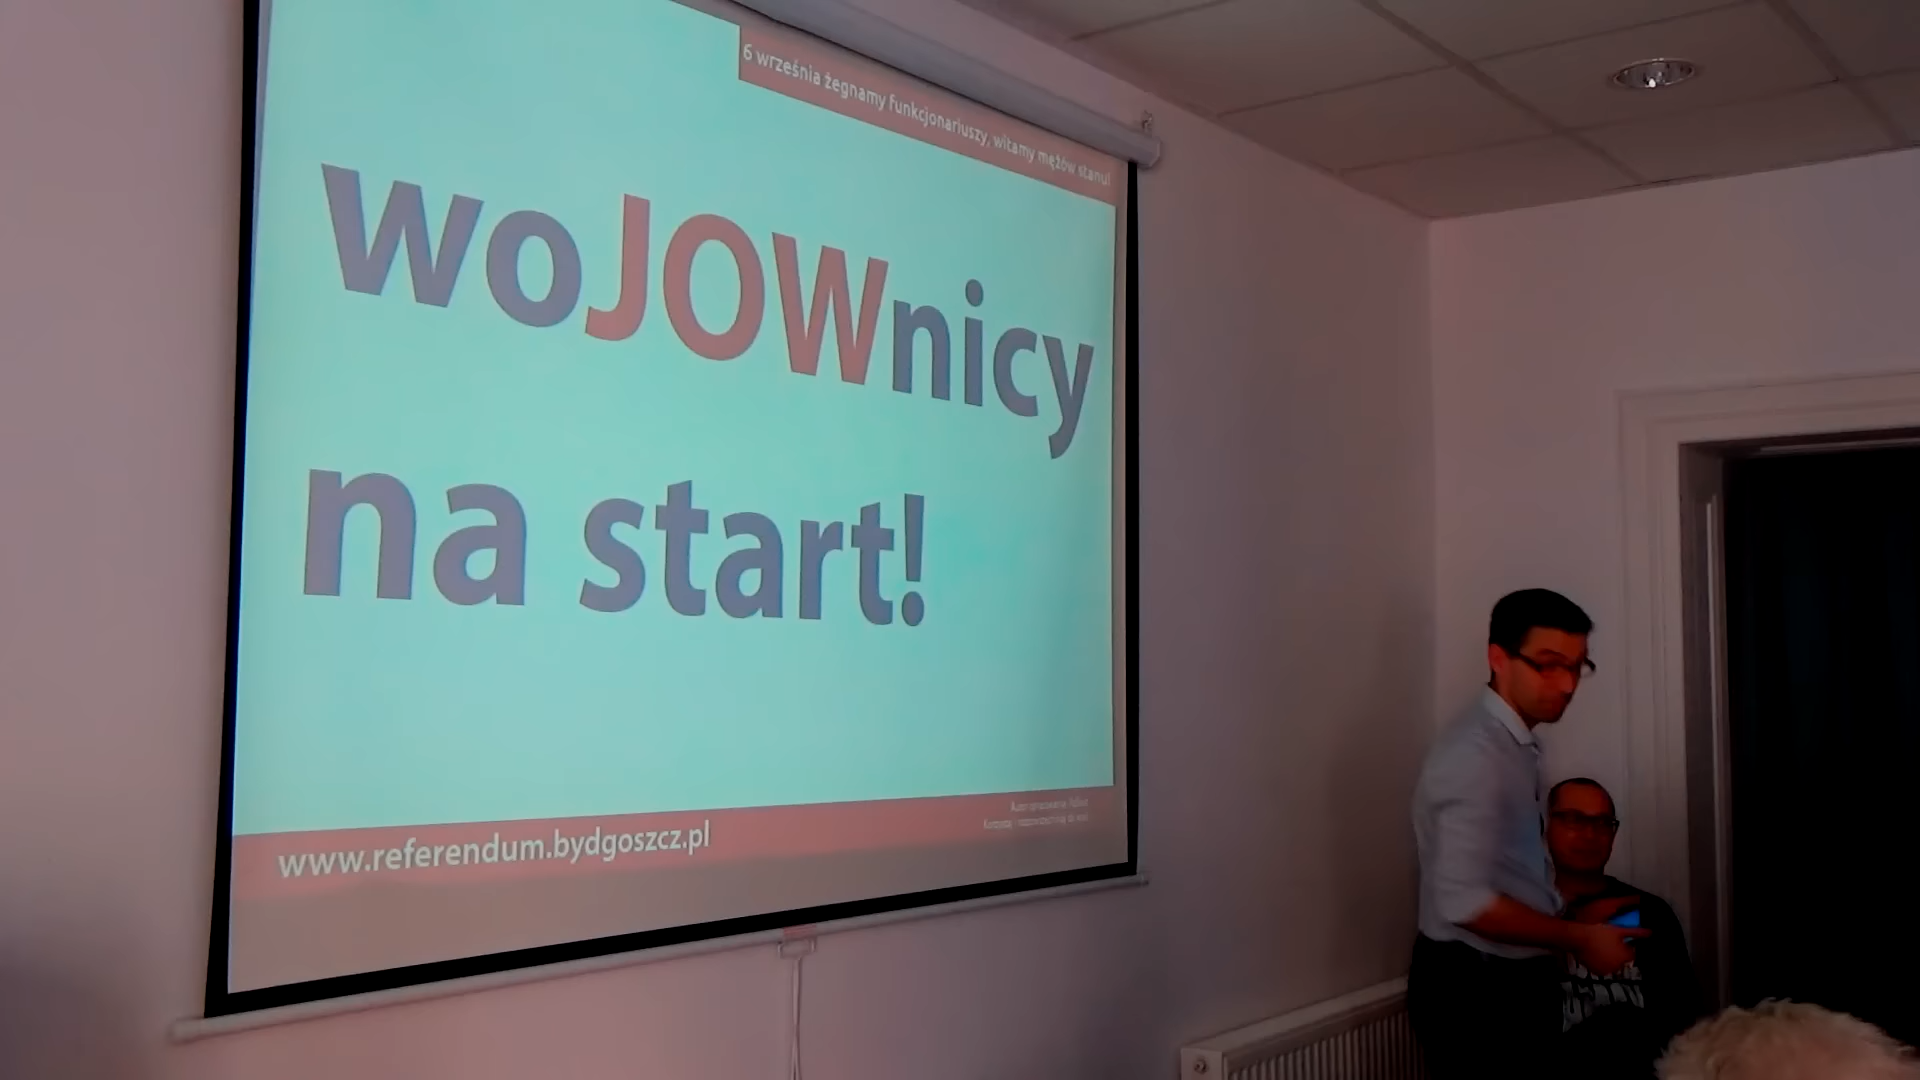 6 września żegnamy funkcjonariuszy, witamy mężów stanu!
woJOWnicy
na start!
www.referendum.bydgoszcz.pl